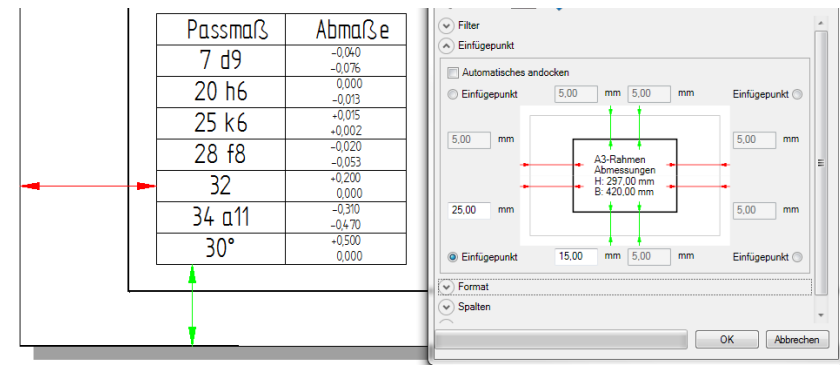 Passmaß Abmaße
7 d9 -0,040
-0,076
20 h6 0,000
-0,013
25 k6 +0,015
+0,002
28 f8 -0,020
-0,053
32 +0,200
0,000
34 a11 -0,310
-0,470
30° +0,500
0,000
Filter
Einfügepunkt
Automatisches andocken
Einfügepunkt 5,00 mm 5,00 mm Einfügepunkt
5,00 mm 5,00 mm
A3-Rahmen
Abmessungen
H: 297,00 mm
B: 420,00 mm
25,00 mm 5,00 mm
Einfügepunkt 15,00 mm 5,00 mm Einfügepunkt
Format
Spalten
OK Abbrechen